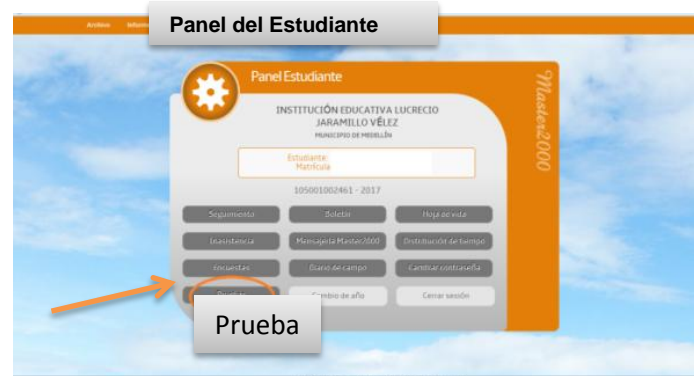 Archivo
Panel del Estudiante
Panel Estudiante
Master2000
INSTITUCIÓN EDUCATIVA LUCRECIO
JARAMILLO VÉLEZ
MUNICIPIO DE MEDELLÍN
Estudiante:
Matrícula
105001002461 - 2017
Seguimiento Boletín Hoja de vida
Inasistencia Mensajería Master2000 Distribución de tiempo
Encuestas Diario de campo Cambiar contraseña
Cambio de año Cerrar sesión
Prueba